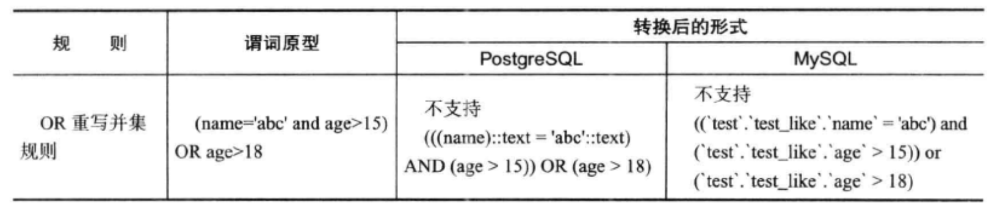 规 则
谓词原型
转换后的形式
PostgreSQL
MySQL
OR 重写并集
规则
(name='abc' and age>15)
OR age>18
不支持
(((name)::text = 'abc'::text)
AND (age > 15)) OR (age > 18)
不支持
((`test`.`test_like`.`name` = 'abc') and
(`test`.`test_like`.`age` > 15)) or
(`test`.`test_like`.`age` > 18)